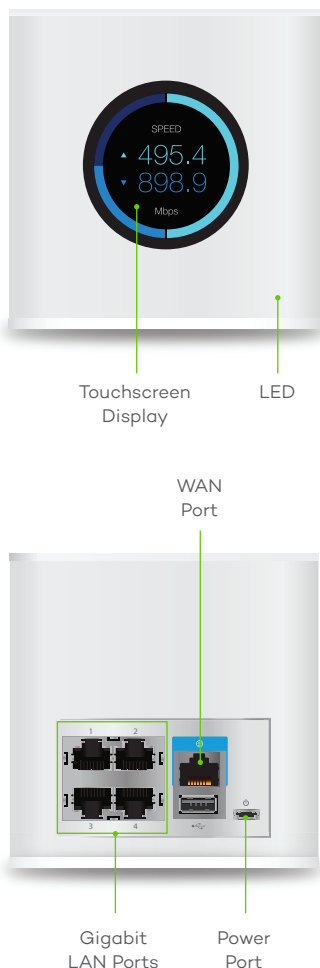 SPEED
495.4
898.9
Mbps
Touchscreen
Display
LED
WAN
Port
1 2
3 4
Gigabit
LAN Ports
Power
Port